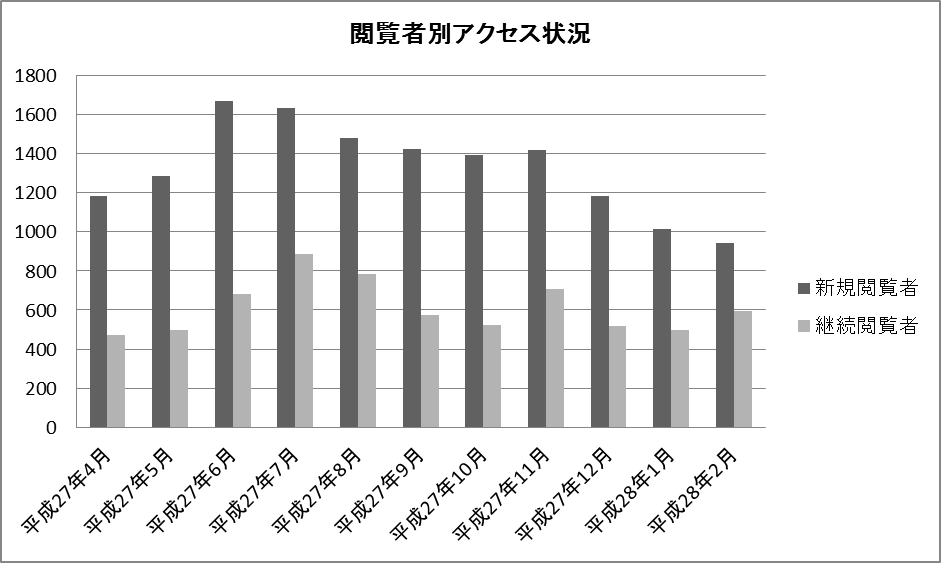 閲覧者別アクセス状況
1800
1600
1400
1200
1000
800
600
400
200
0
平成27年4月
平成27年5月
平成27年6月
平成27年7月
平成27年8月
平成27年9月
平成27年10月
平成27年11月
平成27年12月
平成28年1月
平成28年2月
新規閲覧者
継続閲覧者